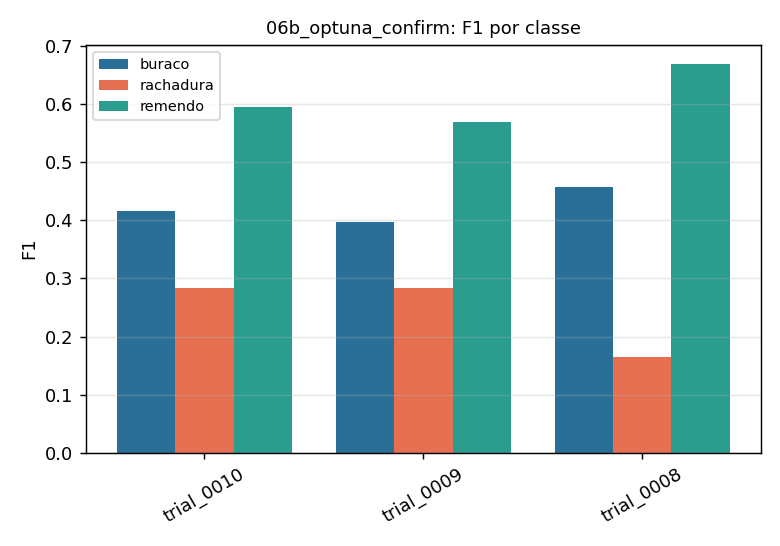 06b_optuna_confirm: F1 por classe
buraco
rachadura
remendo
F1
0.7
0.6
0.5
0.4
0.3
0.2
0.1
0.0
trial_0010
trial_0009
trial_0008